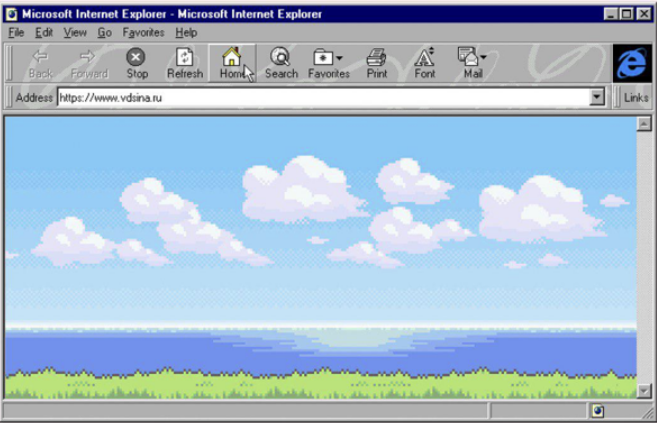 Microsoft Internet Explorer - Microsoft Internet Explorer
File Edit View Go Favorites Help
Back Forward Stop Refresh Home Search Favorites Print Font Mail
Address https://www.vdsina.ru Links